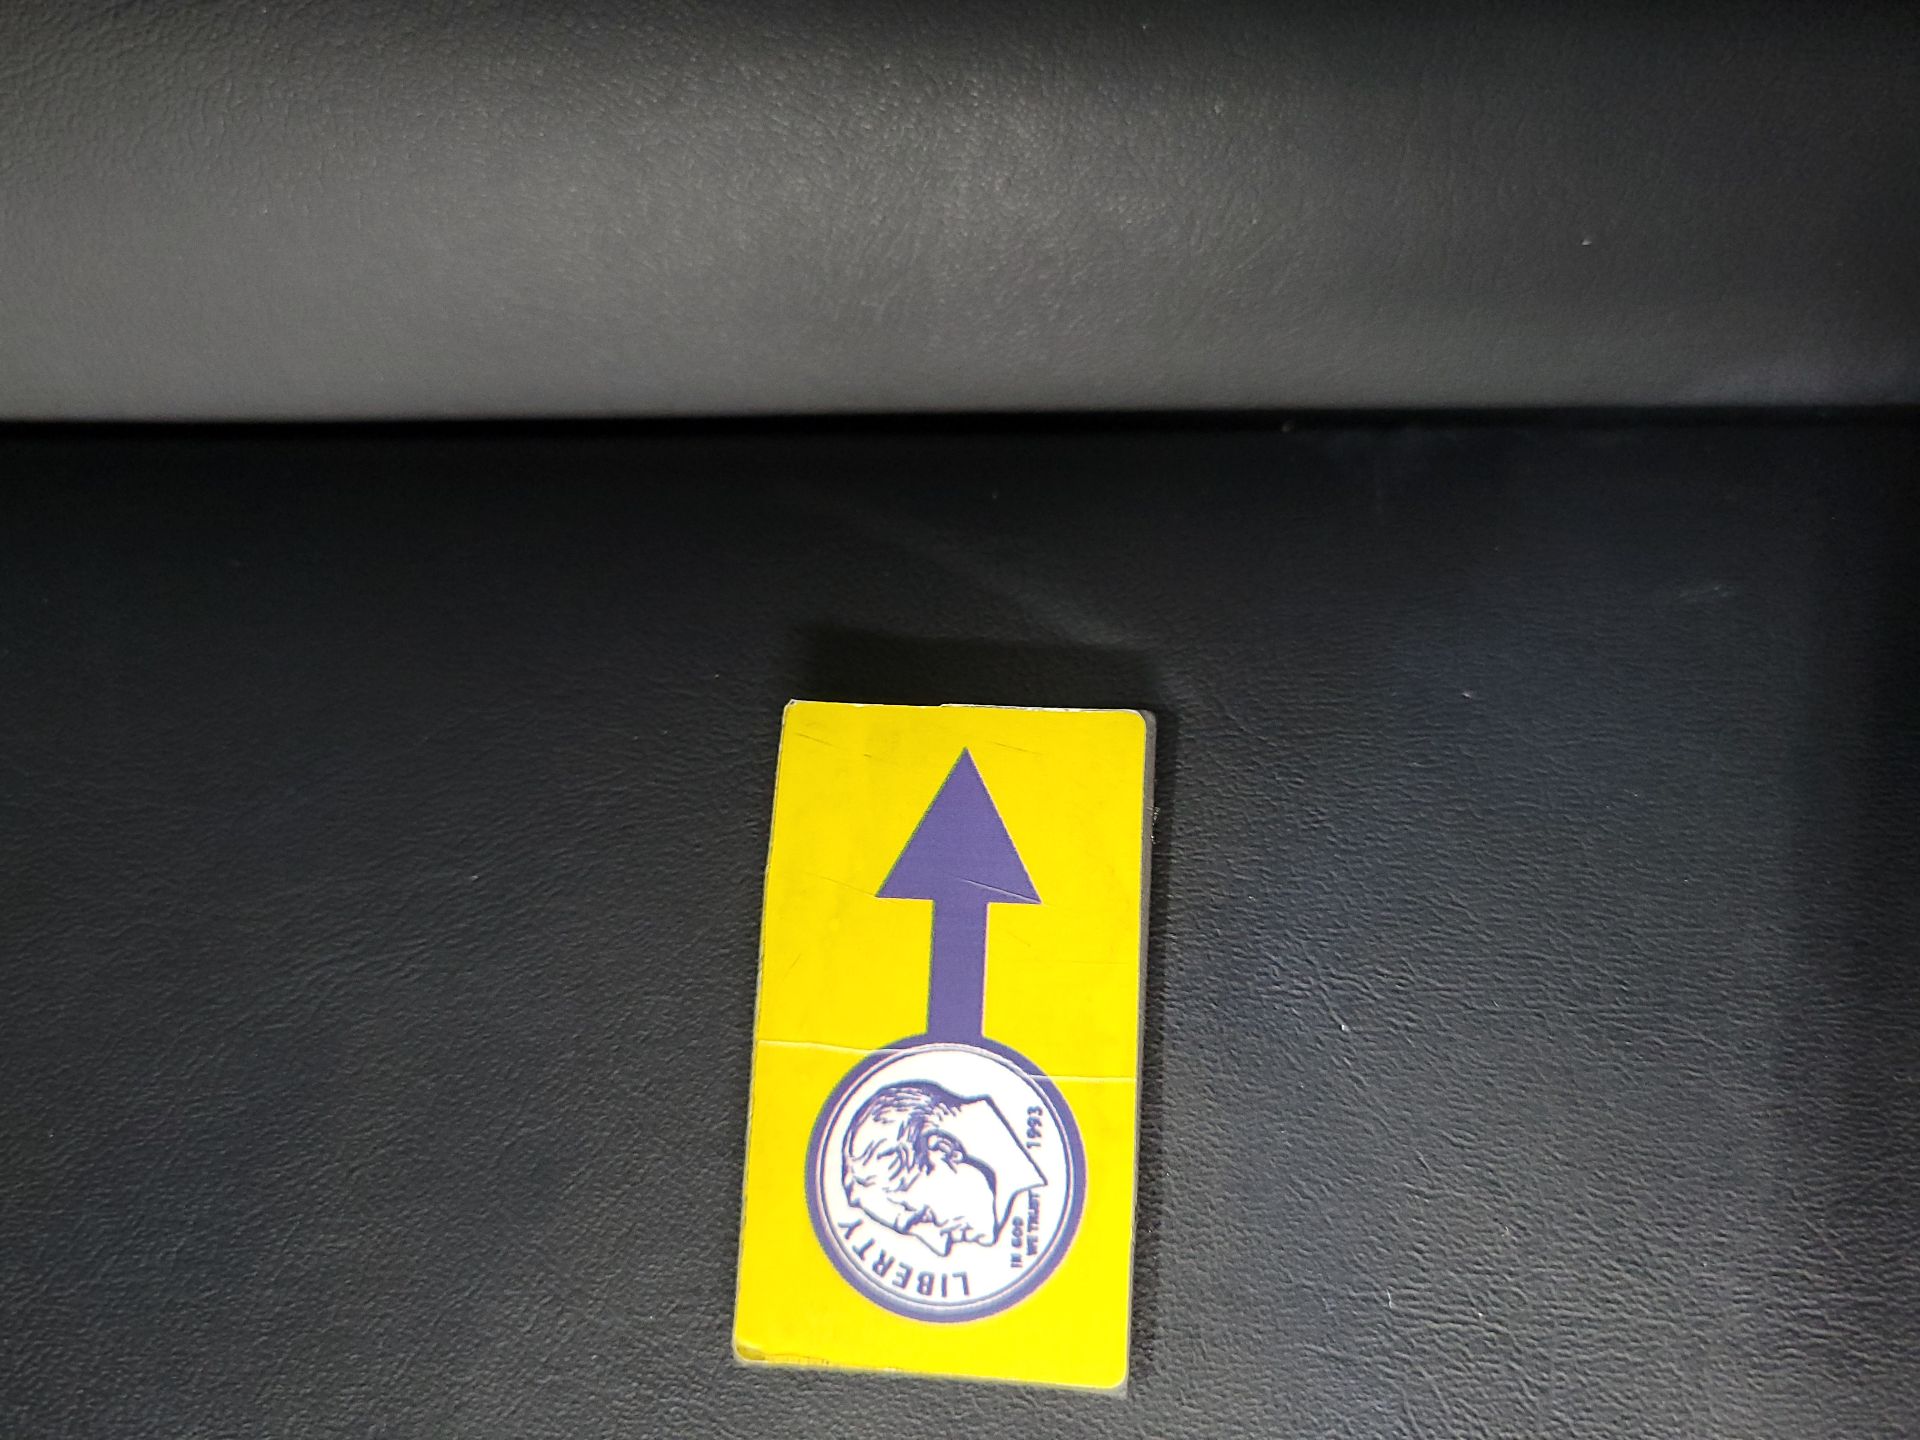 LIBERTY
IN GOD
WE TRUST
1993